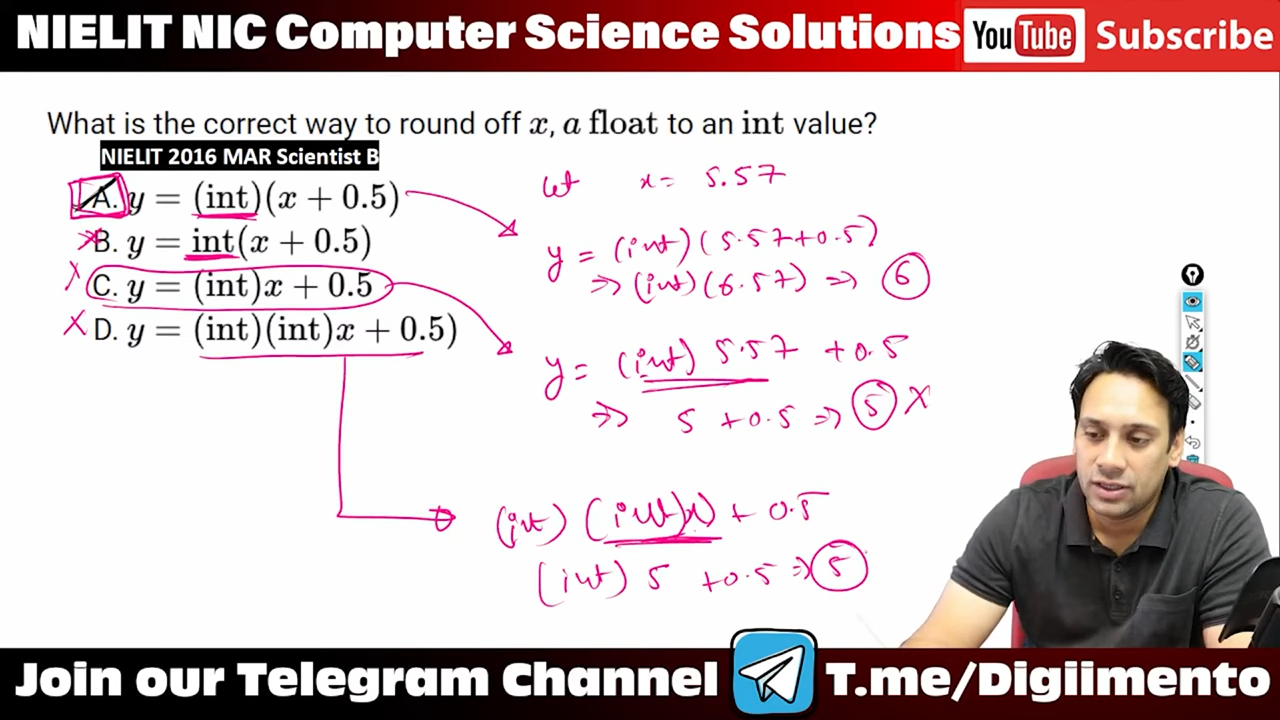 NIELIT NIC Computer Science Solutions
YouTube Subscribe
What is the correct way to round off x, a float to an int value?
NIELIT 2016 MAR Scientist B
A. y = (int)(x + 0.5)
B. y = int(x + 0.5)
C. y = (int)x + 0.5
D. y = (int)(int)x + 0.5)
let x = 5.57
y = (int)(5.57+0.5)
=> (int)(6.57) => 6
y = (int) 5.57 + 0.5
=> 5 + 0.5 => 5 X
(int) (int)x) + 0.5
(int) 5 + 0.5 => 5
Join our Telegram Channel
T.me/Digiimento